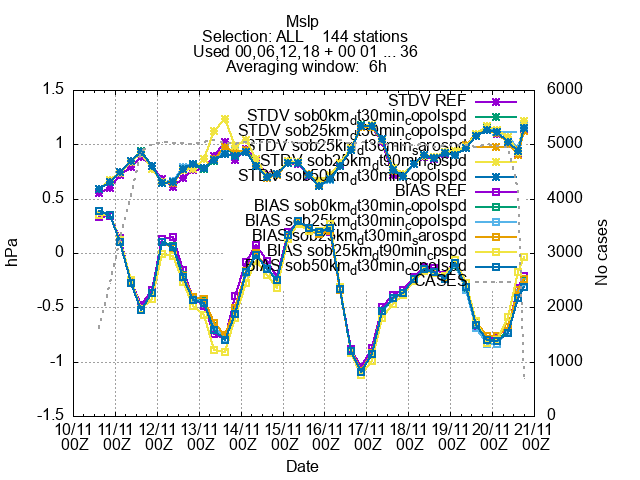 Mslp
Selection: ALL 144 stations
Used 00,06,12,18 + 00 01 ... 36
Averaging window: 6h
1.5
1
0.5
0
-0.5
-1
-1.5
hPa
6000
5000
4000
3000
2000
1000
0
No cases
STDV REF
STDV sob0km_dt30min_copolspd
STDV sob25km_dt30min_copolspd
STDV sob25km_dt30min_sarospd
STDV sob25km_dt90min_cpspd
STDV sob50km_dt30min_copolspd
BIAS REF
BIAS sob0km_dt30min_copolspd
BIAS sob25km_dt30min_copolspd
BIAS sob25km_dt30min_sarospd
BIAS sob25km_dt90min_cpspd
BIAS sob50km_dt30min_copolspd
CASES
10/11 11/11 12/11 13/11 14/11 15/11 16/11 17/11 18/11 19/11 20/11 21/11
00Z 00Z 00Z 00Z 00Z 00Z 00Z 00Z 00Z 00Z 00Z 00Z
Date